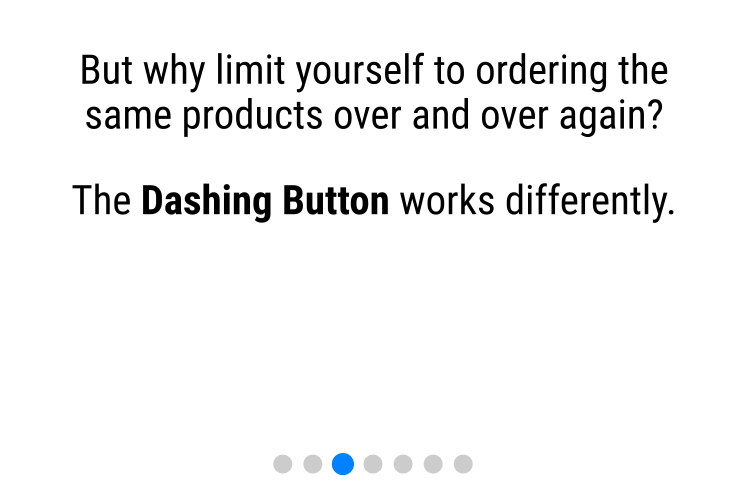 But why limit yourself to ordering the
same products over and over again?
The Dashing Button works differently.